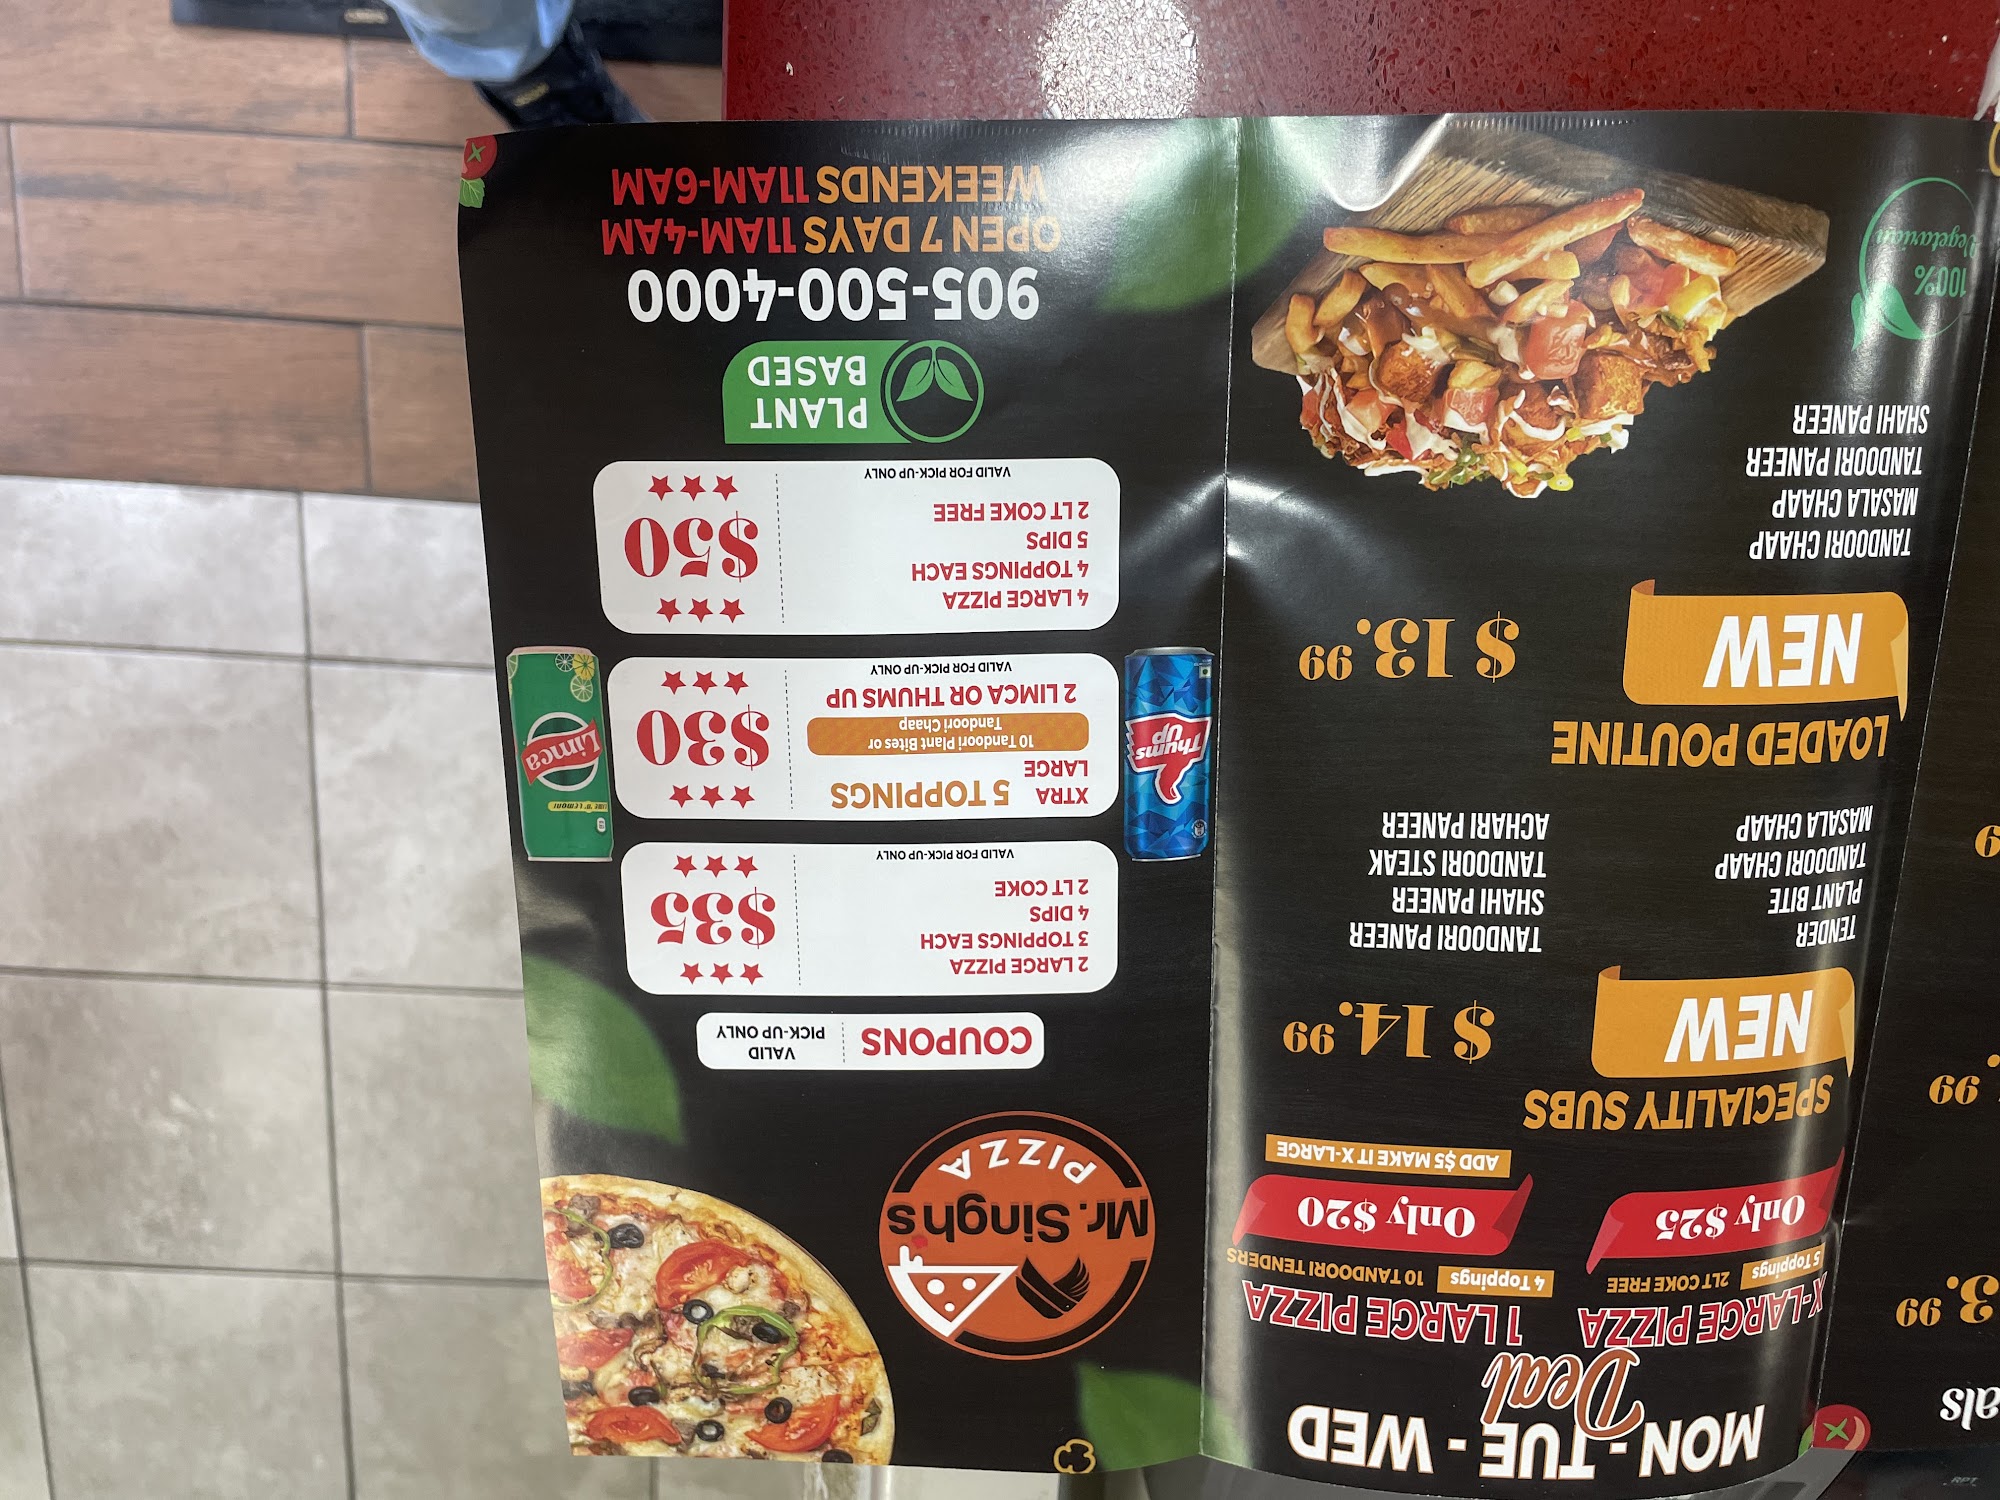 MON - TUE - WED
Deal
X-LARGE PIZZA
5 Toppings 2LT COKE FREE
Only $25
1 LARGE PIZZA
4 Toppings 10 TANDOORI TENDERS
Only $20
ADD $5 MAKE IT X-LARGE
SPECIALITY SUBS
NEW
$14.99
TENDER
PLANT BITE
TANDOORI CHAAP
MASALA CHAAP
TANDOORI PANEER
SHAHI PANEER
TANDOORI STEAK
ACHARI PANEER
LOADED POUTINE
NEW
$13.99
TANDOORI CHAAP
MASALA CHAAP
TANDOORI PANEER
SHAHI PANEER
100%
Vegetarian
Mr. Singh's
PIZZA
COUPONS
VALID
PICK-UP ONLY
2 LARGE PIZZA
3 TOPPINGS EACH
4 DIPS
2 LT COKE
VALID FOR PICK-UP ONLY
$35
XTRA
LARGE
5 TOPPINGS
10 Tandoori Plant Bites or
Tandoori Chaap
2 LIMCA OR THUMS UP
VALID FOR PICK-UP ONLY
$30
Thums
UP
Limca
4 LARGE PIZZA
4 TOPPINGS EACH
5 DIPS
2 LT COKE FREE
VALID FOR PICK-UP ONLY
$50
PLANT
BASED
905-500-4000
OPEN 7 DAYS 11AM-4AM
WEEKENDS 11AM-6AM